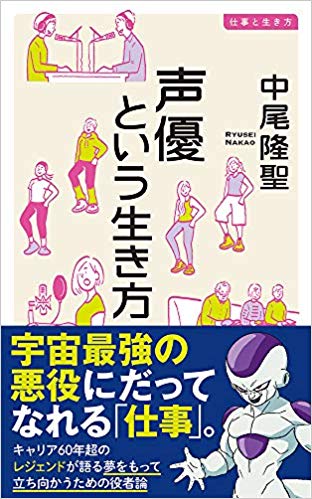 仕事と生き方
中尾隆聖
RYUSEI
NAKAO
声優
という生き方
宇宙最強の
悪役にだって
なれる「仕事」。
キャリア60年超の
レジェンドが語る夢をもって
立ち向かうための役者論